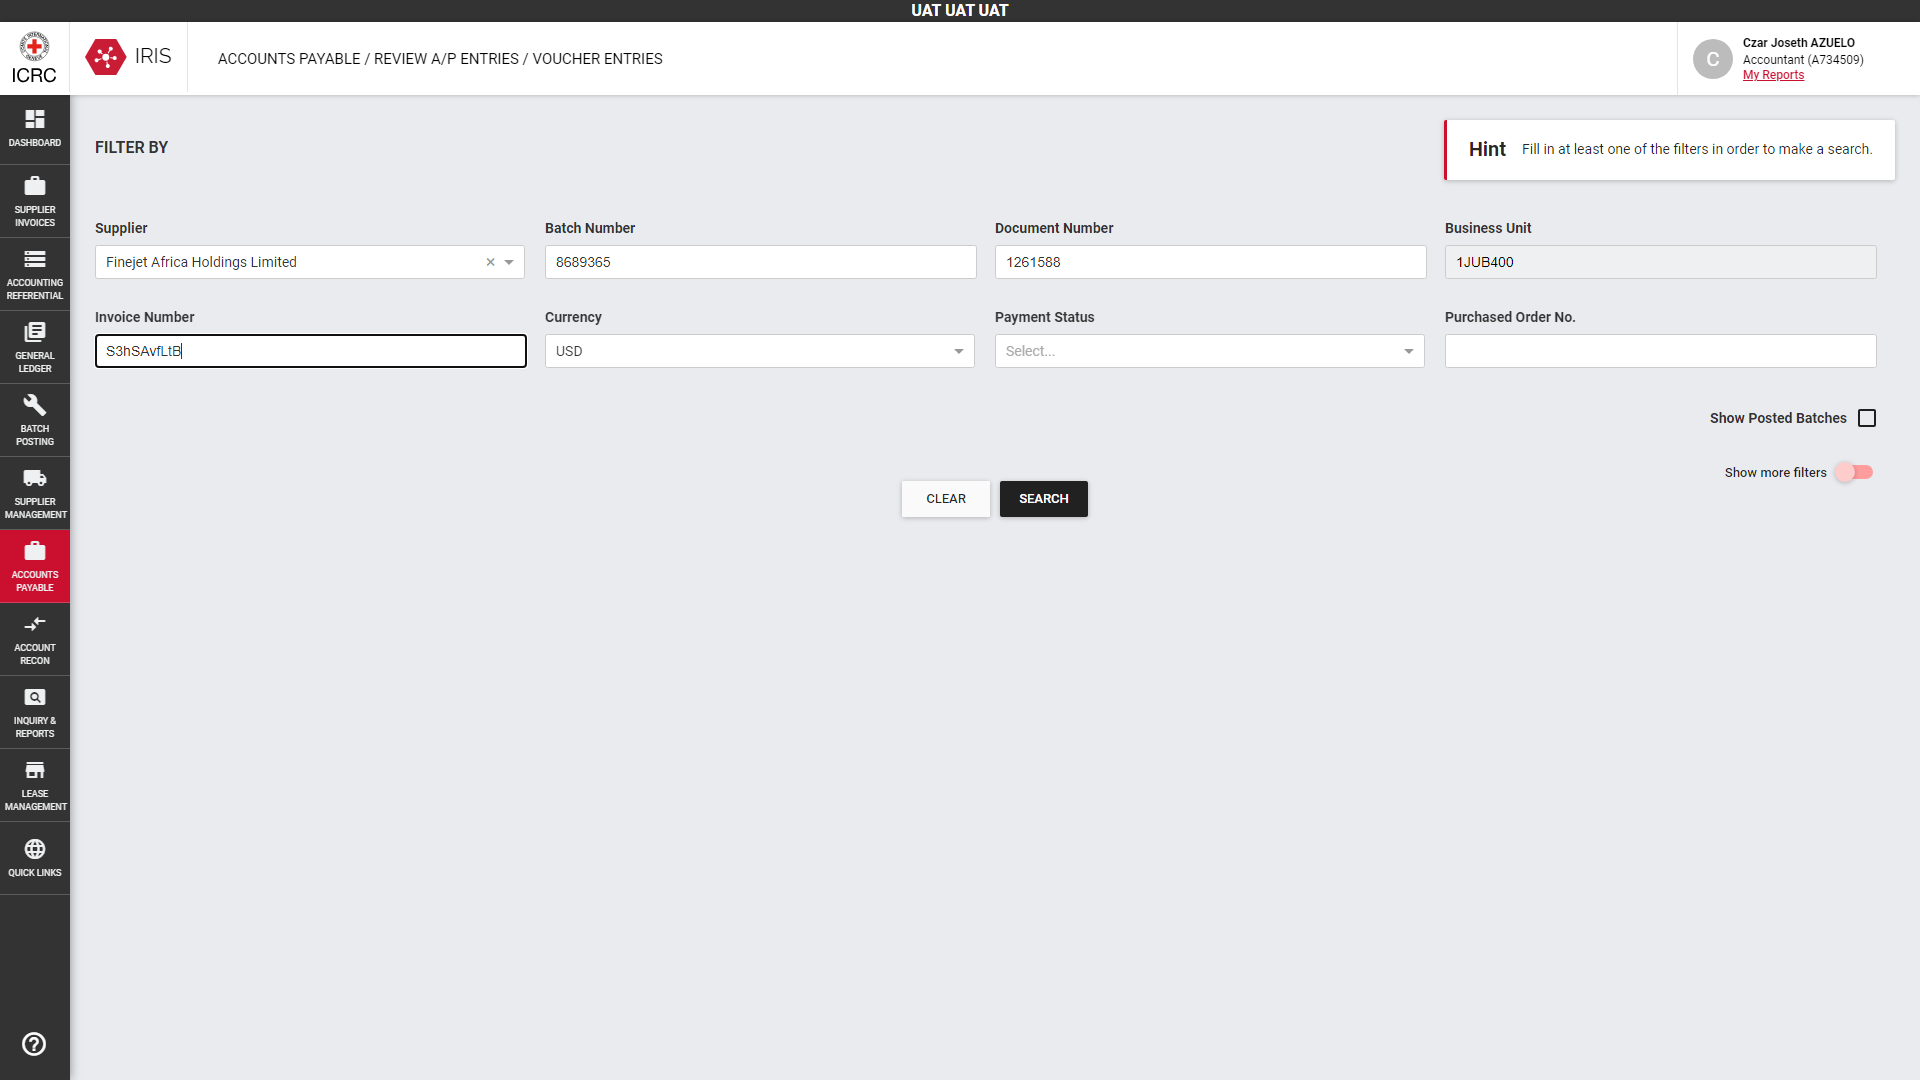 UAT UAT UAT
ICRC
IRIS
ACCOUNTS PAYABLE / REVIEW A/P ENTRIES / VOUCHER ENTRIES
C
Czar Joseth AZUELO
Accountant (A734509)
My Reports
DASHBOARD
SUPPLIER
INVOICES
ACCOUNTING
REFERENTIAL
GENERAL
LEDGER
BATCH
POSTING
SUPPLIER
MANAGEMENT
ACCOUNTS
PAYABLE
ACCOUNT
RECON
INQUIRY &
REPORTS
LEASE
MANAGEMENT
QUICK LINKS
FILTER BY
Hint Fill in at least one of the filters in order to make a search.
Supplier
Finejet Africa Holdings Limited
Batch Number
8689365
Document Number
1261588
Business Unit
1JUB400
Invoice Number
S3hSAvfLtB
Currency
USD
Payment Status
Select...
Purchased Order No.
Show Posted Batches
Show more filters
CLEAR
SEARCH